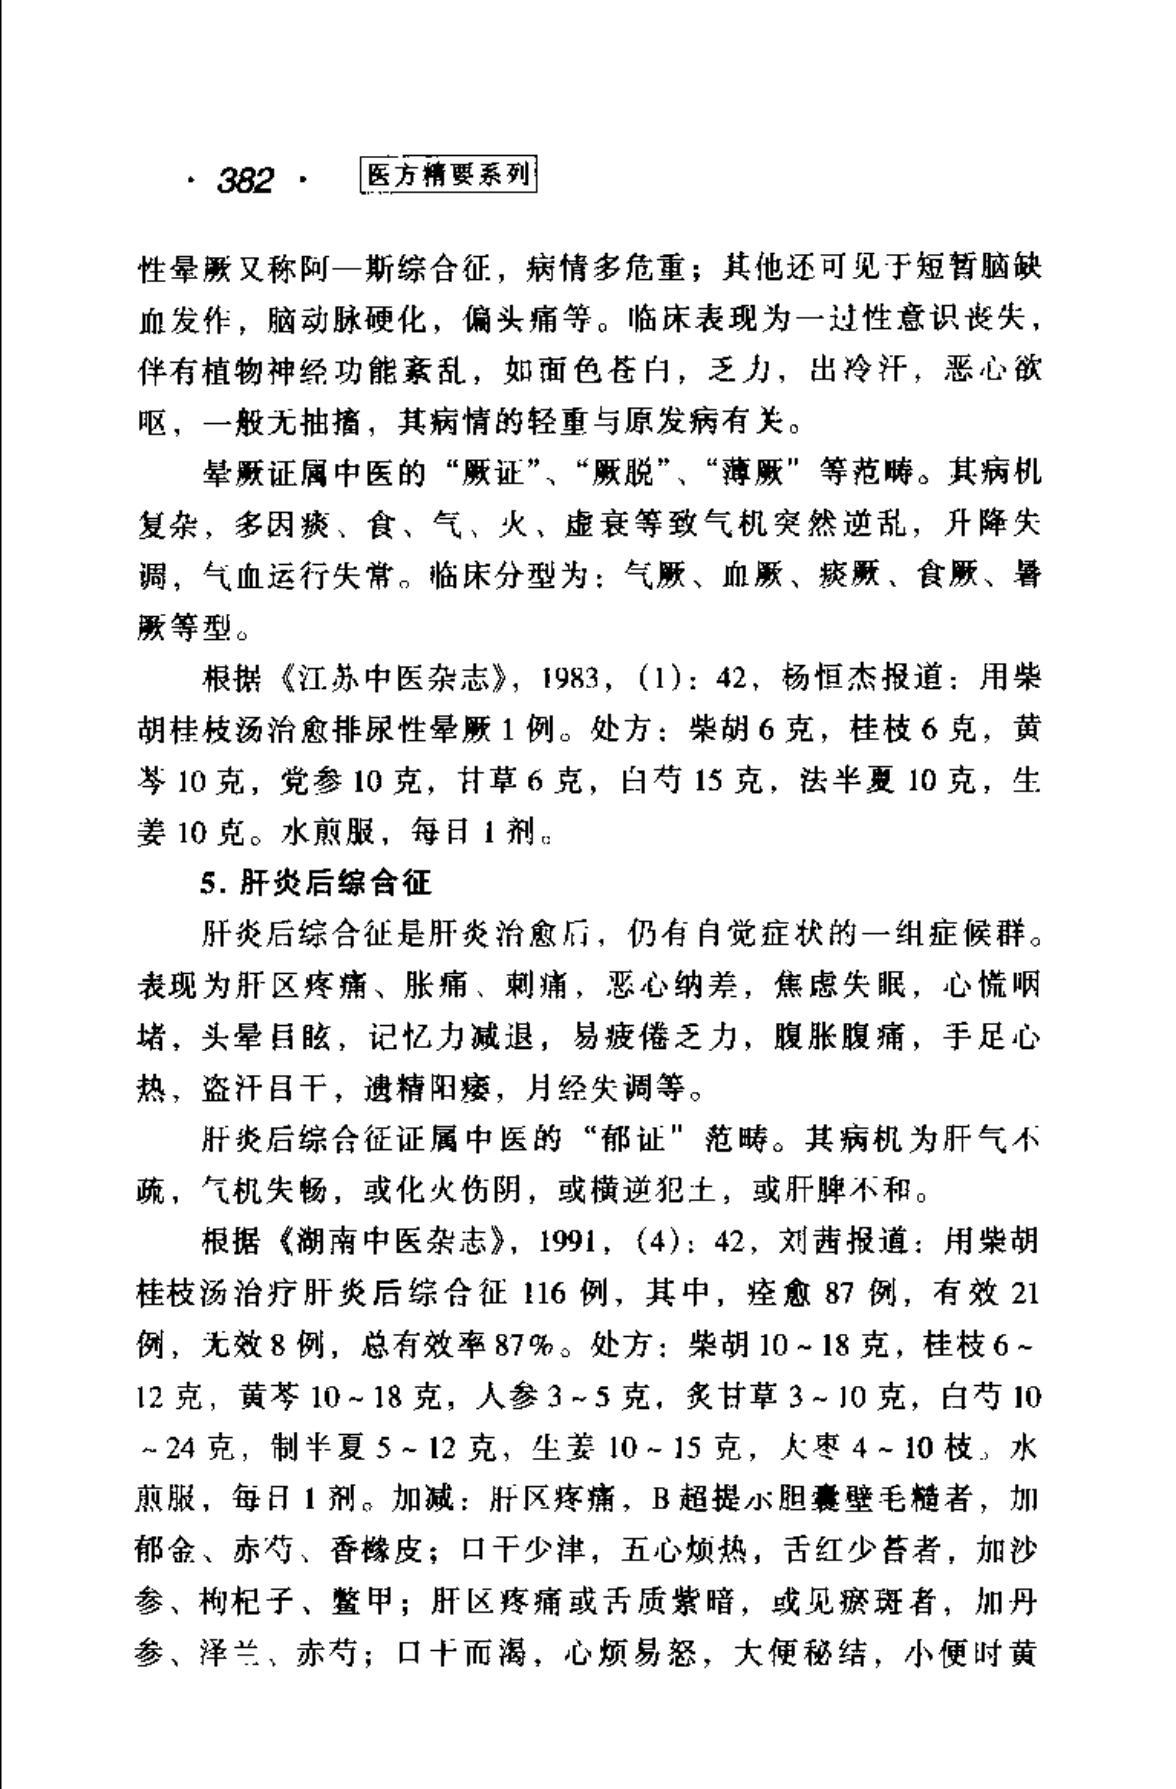 · 382 · 医方精要系列
性晕厥又称阿—斯综合征，病情多危重；其他还可见于短暂脑缺
血发作，脑动脉硬化，偏头痛等。临床表现为一过性意识丧失，
伴有植物神经功能紊乱，如面色苍白，乏力，出冷汗，恶心欲
呕，一般无抽搐，其病情的轻重与原发病有关。
晕厥证属中医的“厥证”、“厥脱”、“薄厥”等范畴。其病机
复杂，多因痰、食、气、火、虚衰等致气机突然逆乱，升降失
调，气血运行失常。临床分型为：气厥、血厥、痰厥、食厥、暑
厥等型。
根据《江苏中医杂志》，1983，（1）：42，杨恒杰报道：用柴
胡桂枝汤治愈排尿性晕厥 1 例。处方：柴胡 6 克，桂枝 6 克，黄
芩 10 克，党参 10 克，甘草 6 克，白芍 15 克，法半夏 10 克，生
姜 10 克。水煎服，每日 1 剂。
5. 肝炎后综合征
肝炎后综合征是肝炎治愈后，仍有自觉症状的一组症候群。
表现为肝区疼痛、胀痛、刺痛，恶心纳差，焦虑失眠，心慌咽
堵，头晕目眩，记忆力减退，易疲倦乏力，腹胀腹痛，手足心
热，盗汗口干，遗精阳痿，月经失调等。
肝炎后综合征证属中医的“郁证”范畴。其病机为肝气不
疏，气机失畅，或化火伤阴，或横逆犯土，或肝脾不和。
根据《湖南中医杂志》，1991，（4）：42，刘茜报道：用柴胡
桂枝汤治疗肝炎后综合征 116 例，其中，痊愈 87 例，有效 21
例，无效 8 例，总有效率 87%。处方：柴胡 10～18 克，桂枝 6～
12 克，黄芩 10～18 克，人参 3～5 克，炙甘草 3～10 克，白芍 10
～24 克，制半夏 5～12 克，生姜 10～15 克，大枣 4～10 枝。水
煎服，每日 1 剂。加减：肝区疼痛，B 超提示胆囊壁毛糙者，加
郁金、赤芍、香橼皮；口干少津，五心烦热，舌红少苔者，加沙
参、枸杞子、鳖甲；肝区疼痛或舌质紫暗，或见瘀斑者，加丹
参、泽兰、赤芍；口干而渴，心烦易怒，大便秘结，小便时黄